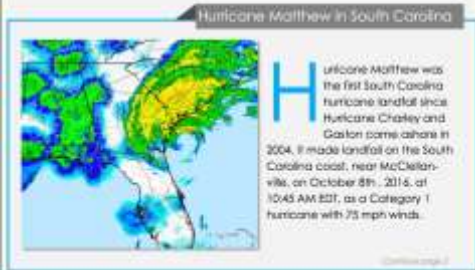 Hurricane Matthew in South Carolina
Hurricane Matthew was
the first South Carolina
hurricane landfall since
Hurricane Charley and
Gaston came ashore in
2004. It made landfall on the South
Carolina coast, near McClellan-
ville, on October 8th, 2016, at
10:45 AM EDT, as a Category 1
hurricane with 75 mph winds.